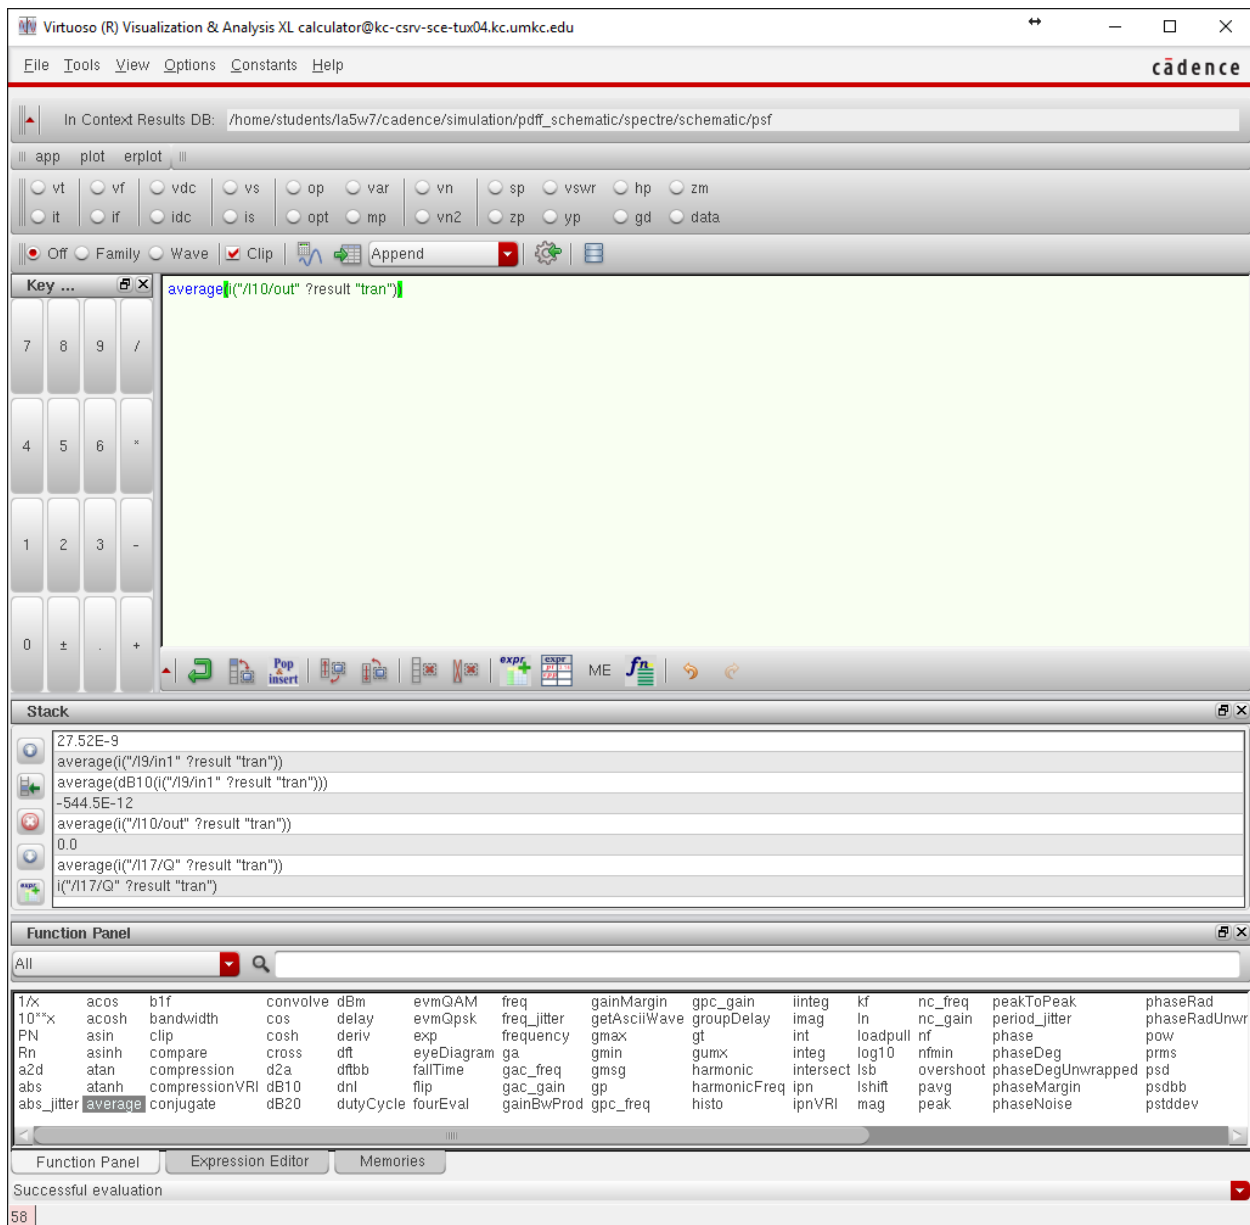 Virtuoso (R) Visualization & Analysis XL calculator@kc-csrv-sce-tux04.kc.umkc.edu
File Tools View Options Constants Help cādence
In Context Results DB: /home/students/la5w7/cadence/simulation/pdff_schematic/spectre/schematic/psf
app plot erplot
vt vf vdc vs op var vn sp vswr hp zm
it if idc is opt mp vn2 zp yp gd data
Off Family Wave Clip Append
Key ...
average(i("/I10/out" ?result "tran"))
7 8 9 /
4 5 6 *
1 2 3 -
0 ± . +
Pop insert expr expr ME fn
Stack
27.52E-9
average(i("/I9/in1" ?result "tran"))
average(dB10(i("/I9/in1" ?result "tran")))
-544.5E-12
average(i("/I10/out" ?result "tran"))
0.0
average(i("/I17/Q" ?result "tran"))
i("/I17/Q" ?result "tran")
Function Panel
All
1/x acos b1f convolve dBm evmQAM freq gainMargin gpc_gain iinteg kf nc_freq peakToPeak phaseRad
10**x acosh bandwidth cos delay evmQpsk freq_jitter getAsciiWave groupDelay imag ln nc_gain period_jitter phaseRadUnwr
PN asin clip cosh deriv exp frequency gmax gt int loadpull nf phase pow
Rn asinh compare cross dft eyeDiagram ga gmin gumx integ log10 nfmin phaseDeg prms
a2d atan compression d2a dftbb fallTime gac_freq gmsg harmonic intersect lsb overshoot phaseDegUnwrapped psd
abs atanh compressionVRI dB10 dnl flip gac_gain gp harmonicFreq ipn lshift pavg phaseMargin psdbb
abs_jitter average conjugate dB20 dutyCycle fourEval gainBwProd gpc_freq histo ipnVRI mag peak phaseNoise pstddev
Function Panel Expression Editor Memories
Successful evaluation
58